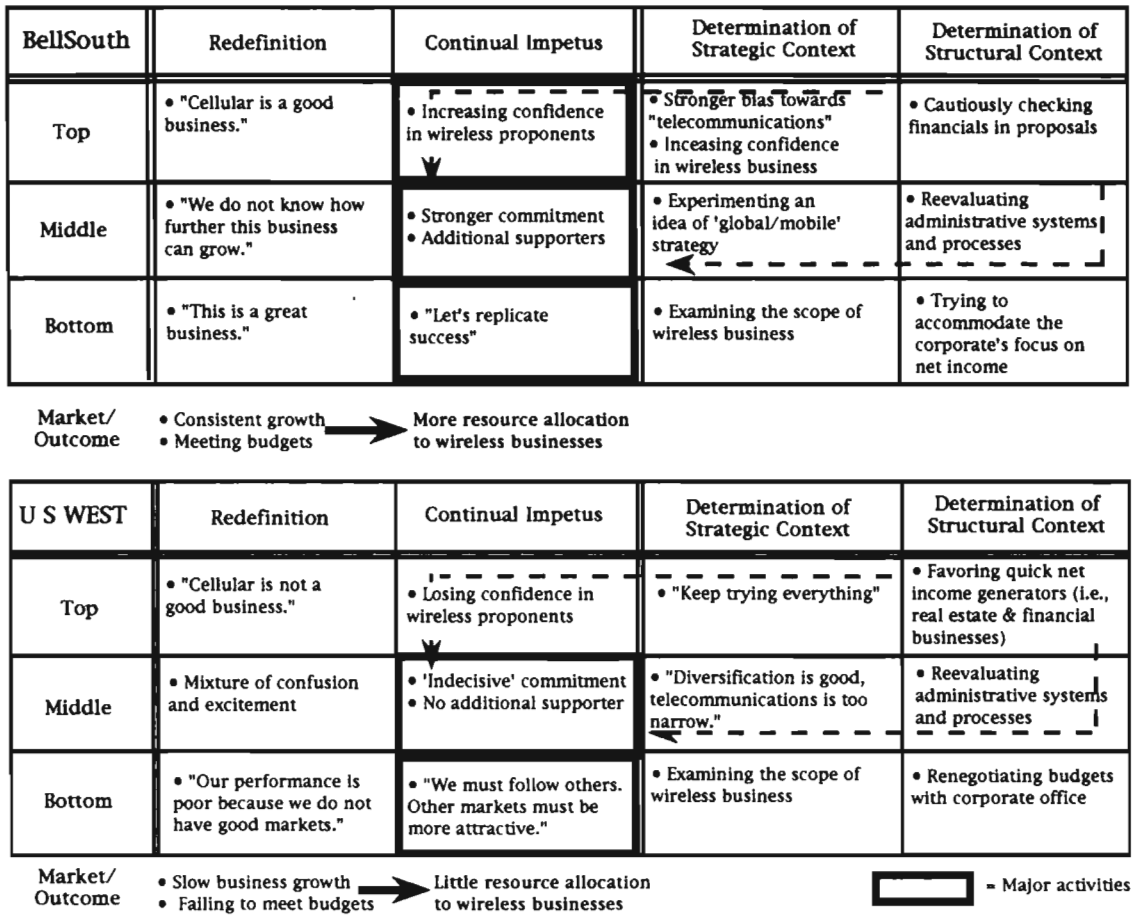 BellSouth
Redefinition
Continual Impetus
Determination of
Strategic Context
Determination of
Structural Context
Top
• "Cellular is a good
business."
• Increasing confidence
in wireless proponents
• Stronger bias towards
"telecommunications"
• Inceasing confidence
in wireless business
• Cautiously checking
financials in proposals
Middle
• "We do not know how
further this business
can grow."
• Stronger commitment
• Additional supporters
• Experimenting an
idea of 'global/mobile'
strategy
• Reevaluating
administrative systems
and processes
Bottom
• "This is a great
business."
• "Let's replicate
success"
• Examining the scope of
wireless business
• Trying to
accommodate the
corporate's focus on
net income
Market/
Outcome
• Consistent growth
• Meeting budgets
More resource allocation
to wireless businesses
U S WEST
Redefinition
Continual Impetus
Determination of
Strategic Context
Determination of
Structural Context
Top
• "Cellular is not a
good business."
• Losing confidence in
wireless proponents
• "Keep trying everything"
• Favoring quick net
income generators (i.e.,
real estate & financial
businesses)
Middle
• Mixture of confusion
and excitement
• 'Indecisive' commitment
• No additional supporter
• "Diversification is good,
telecommunications is too
narrow."
• Reevaluating
administrative systems
and processes
Bottom
• "Our performance is
poor because we do not
have good markets."
• "We must follow others.
Other markets must be
more attractive."
• Examining the scope of
wireless business
• Renegotiating budgets
with corporate office
Market/
Outcome
• Slow business growth
• Failing to meet budgets
Little resource allocation
to wireless businesses
= Major activities